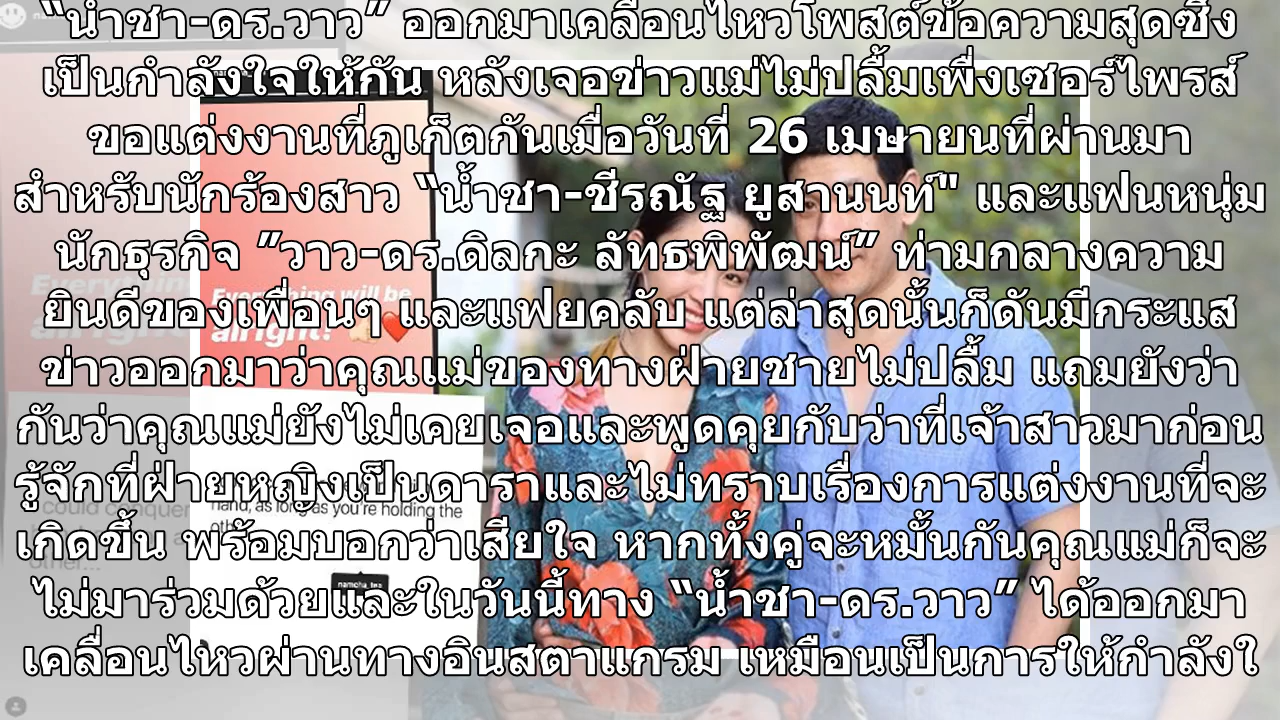 “น้ำชา-ดร.วาว” ออกมาเคลื่อนไหวโพสต์ข้อความสุดซึ้ง
เป็นกำลังใจให้กัน หลังเจอข่าวแม่ไม่ปลื้มเพิ่งเซอร์ไพรส์
ขอแต่งงานที่ภูเก็ตกันเมื่อวันที่ 26 เมษายนที่ผ่านมา
สำหรับนักร้องสาว “น้ำชา-ชีรณัฐ ยูสานนท์" และแฟนหนุ่ม
นักธุรกิจ ”วาว-ดร.ดิลกะ ลัทธพิพัฒน์” ท่ามกลางความ
ยินดีของเพื่อนๆ และแฟยคลับ แต่ล่าสุดนั้นก็ดันมีกระแส
ข่าวออกมาว่าคุณแม่ของทางฝ่ายชายไม่ปลื้ม แถมยังว่า
กันว่าคุณแม่ยังไม่เคยเจอและพูดคุยกับว่าที่เจ้าสาวมาก่อน
รู้จักที่ฝ่ายหญิงเป็นดาราและไม่ทราบเรื่องการแต่งงานที่จะ
เกิดขึ้น พร้อมบอกว่าเสียใจ หากทั้งคู่จะหมั้นกันคุณแม่ก็จะ
ไม่มาร่วมด้วยและในวันนี้ทาง “น้ำชา-ดร.วาว” ได้ออกมา
เคลื่อนไหวผ่านทางอินสตาแกรม เหมือนเป็นการให้กำลังใ
Everything will be
alright!
hand, as long as you're holding the
namcha_tea